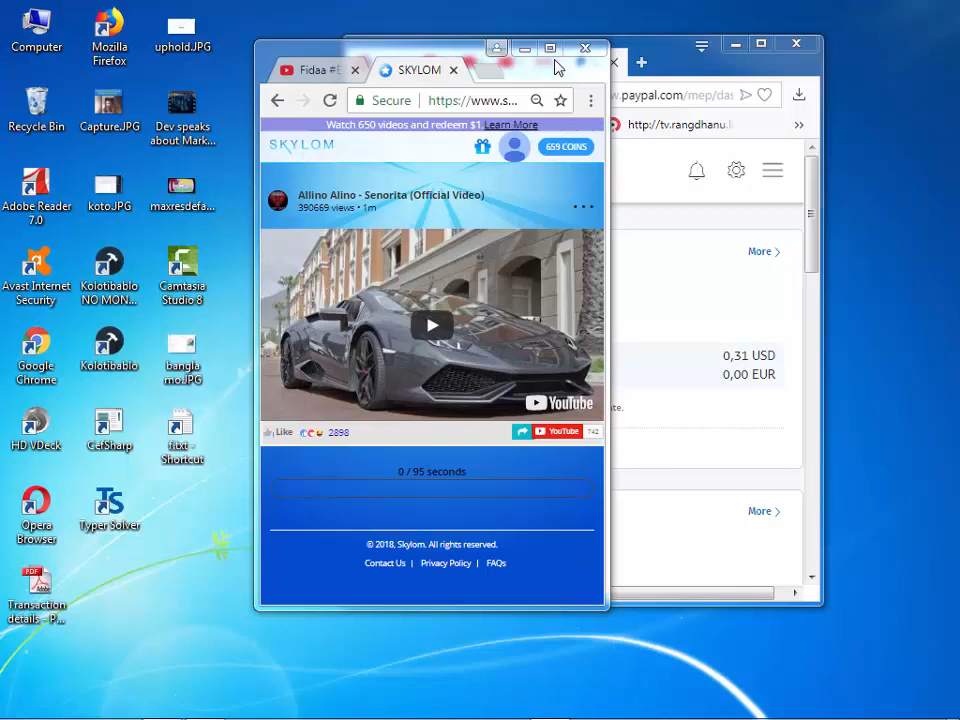 Computer
Mozilla
Firefox
uphold.JPG
Recycle Bin
Capture.JPG
Dev speaks
about Mark...
Adobe Reader
7.0
koto.JPG
maxresdefa...
Avast Internet
Security
Kolotibablo
NO MON...
Camtasia
Studio 8
Google
Chrome
Kolotibablo
bangla
mo.JPG
HD VDeck
CefSharp
Shortcut
Opera
Browser
Typer Solver
PDF
Transaction
details - P...
Fidaa #E
SKYLOM
Secure
https://www.s...
Watch 650 videos and redeem $1 Learn More
SKYLOM
659 COINS
Allino Alino - Senorita (Official Video)
390669 views • 1m
YouTube
Like
2898
YouTube
742
0 / 95 seconds
© 2018, Skylom. All rights reserved.
Contact Us | Privacy Policy | FAQs
w.paypal.com/mep/das
http://tv.rangdhanu.l
More
0,31 USD
0,00 EUR
More